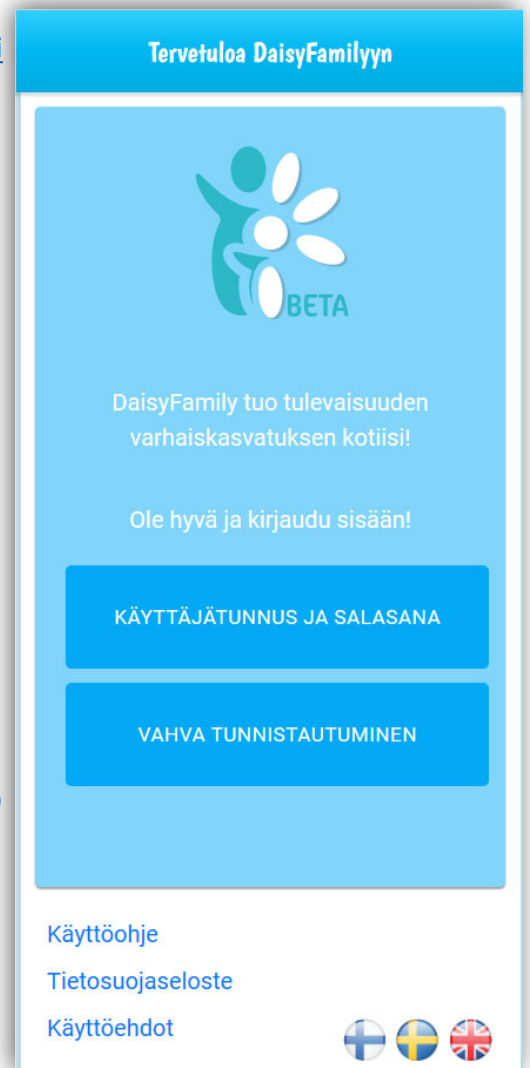 i
Tervetuloa DaisyFamilyyn
BETA
DaisyFamily tuo tulevaisuuden
varhaiskasvatuksen kotiisi!
Ole hyvä ja kirjaudu sisään!
KÄYTTÄJÄTUNNUS JA SALASANA
VAHVA TUNNISTAUTUMINEN
)
Käyttöohje
Tietosuojaseloste
Käyttöehdot